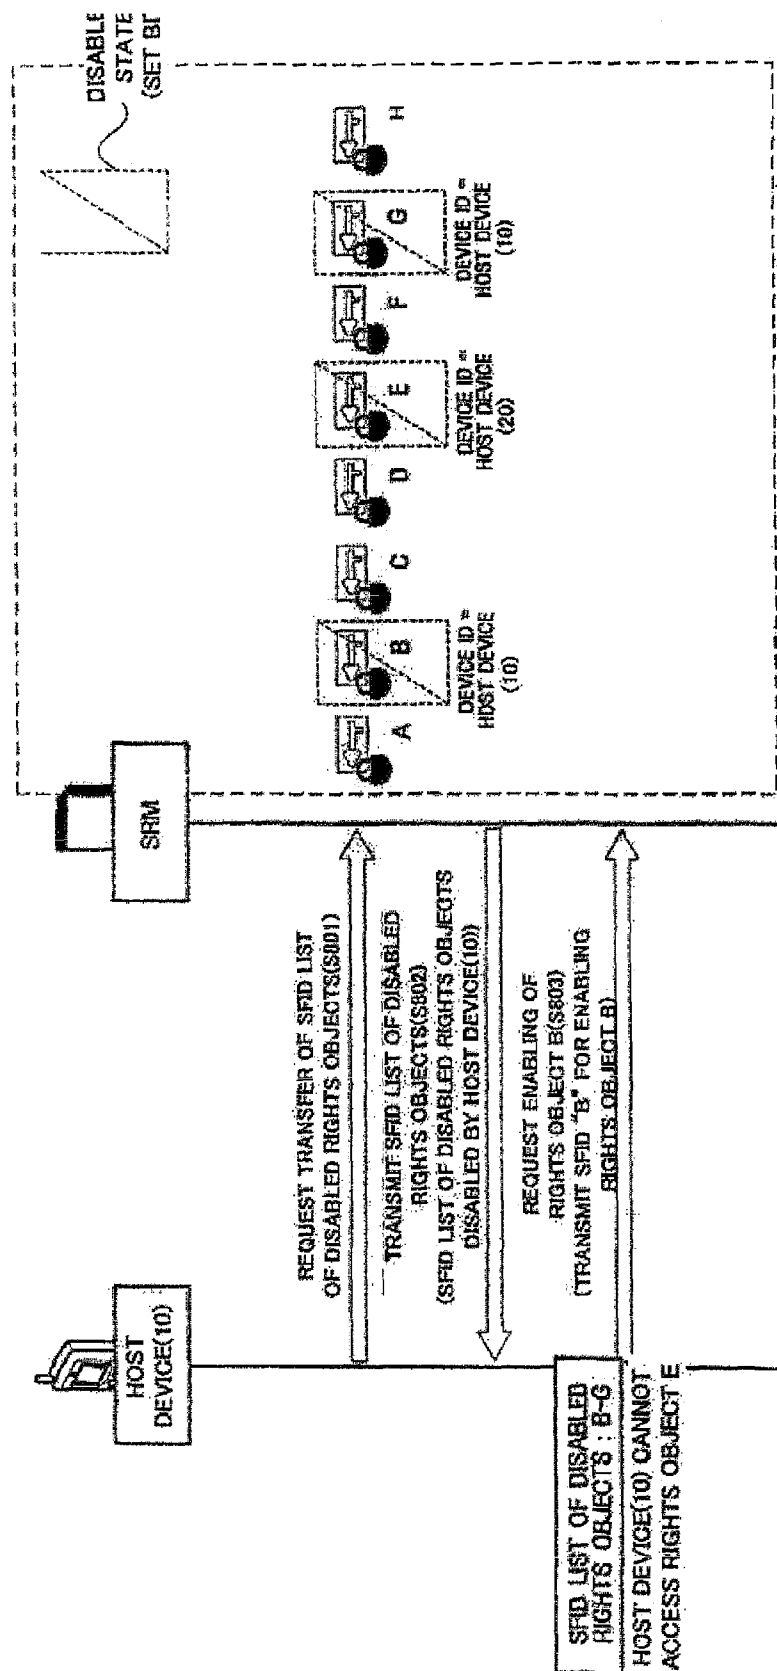 HOST
DEVICE(10)
SRM
DISABLE
STATE
(SET BI
REQUEST TRANSFER OF SFID LIST
OF DISABLED RIGHTS OBJECTS(S801)
TRANSMIT SFID LIST OF DISABLED
RIGHTS OBJECTS(S802)
(SFID LIST OF DISABLED RIGHTS OBJECTS
DISABLED BY HOST DEVICE(10))
A
B
C
D
E
F
G
H
DEVICE ID =
HOST DEVICE
(10)
DEVICE ID =
HOST DEVICE
(20)
DEVICE ID =
HOST DEVICE
(10)
REQUEST ENABLING OF
RIGHTS OBJECT B(S803)
(TRANSMIT SFID "B" FOR ENABLING
RIGHTS OBJECT B)
SFID LIST OF DISABLED
RIGHTS OBJECTS : B-G
HOST DEVICE(10) CANNOT
ACCESS RIGHTS OBJECT E